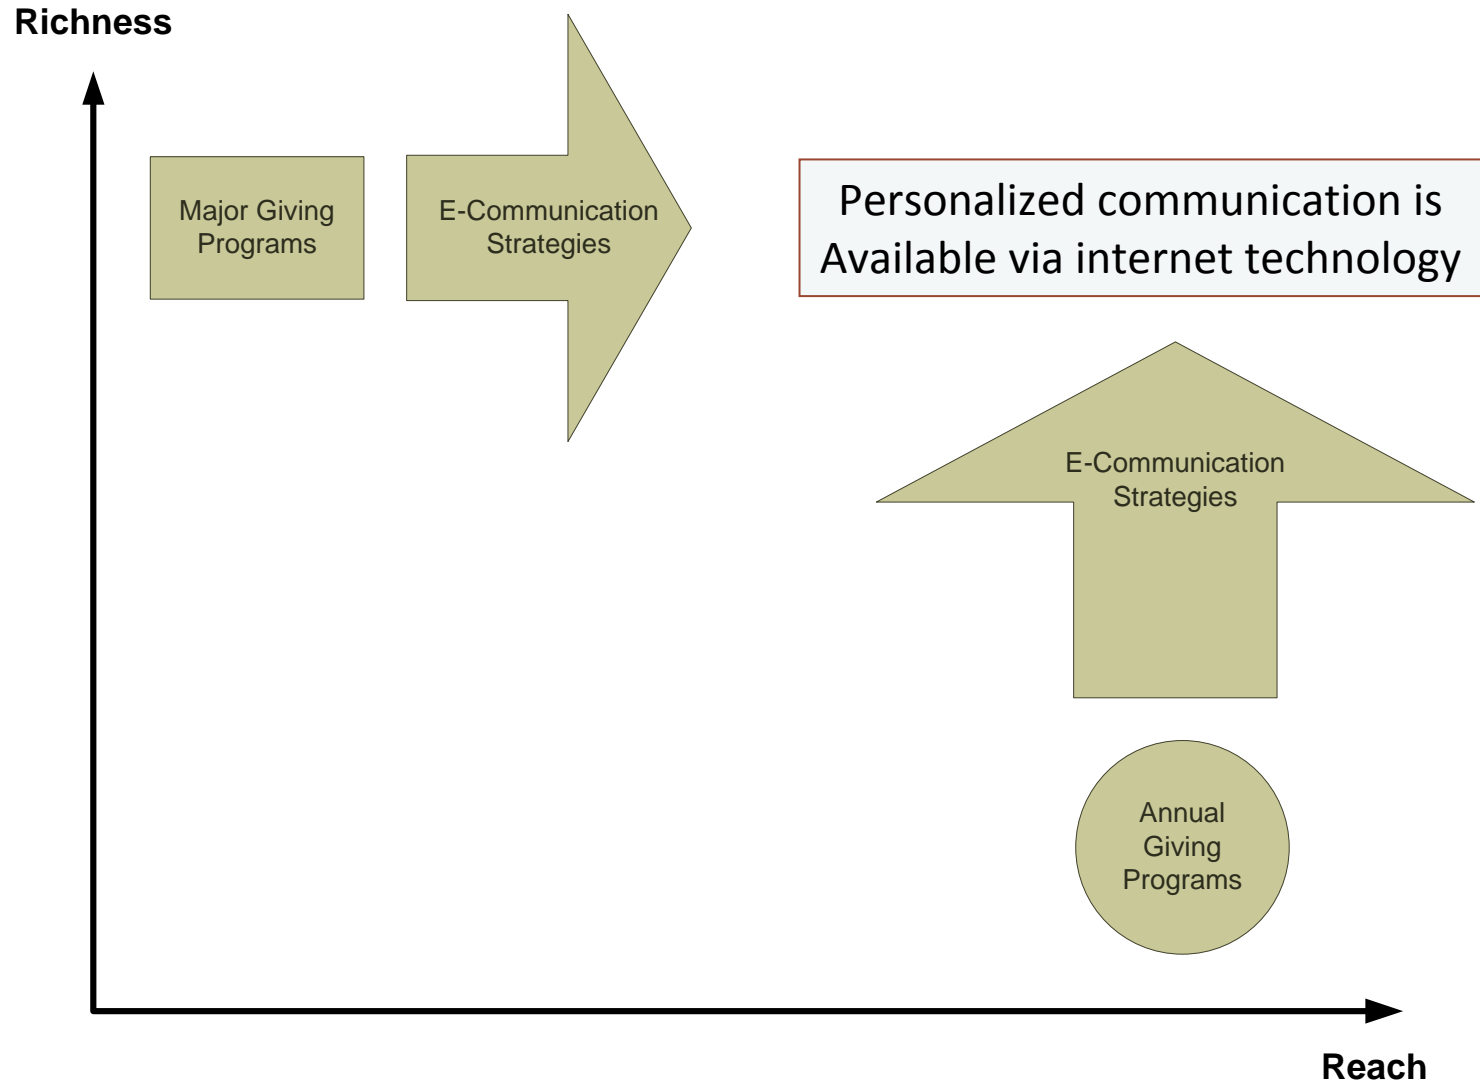 Richness
Major Giving
Programs
E-Communication
Strategies
Personalized communication is
Available via internet technology
E-Communication
Strategies
Annual
Giving
Programs
Reach